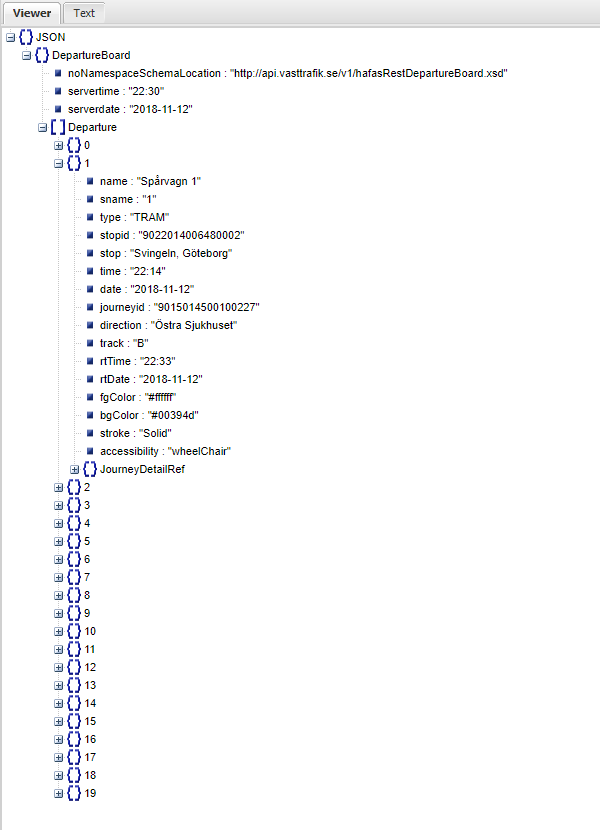 Viewer Text
JSON
DepartureBoard
noNamespaceSchemaLocation : "http://api.vasttrafik.se/v1/hafasRestDepartureBoard.xsd"
servertime : "22:30"
serverdate : "2018-11-12"
Departure
0
1
name : "Spårvagn 1"
sname : "1"
type : "TRAM"
stopid : "9022014006480002"
stop : "Svingeln, Göteborg"
time : "22:14"
date : "2018-11-12"
journeyid : "9015014500100227"
direction : "Östra Sjukhuset"
track : "B"
rtTime : "22:33"
rtDate : "2018-11-12"
fgColor : "#ffffff"
bgColor : "#00394d"
stroke : "Solid"
accessibility : "wheelChair"
JourneyDetailRef
2
3
4
5
6
7
8
9
10
11
12
13
14
15
16
17
18
19